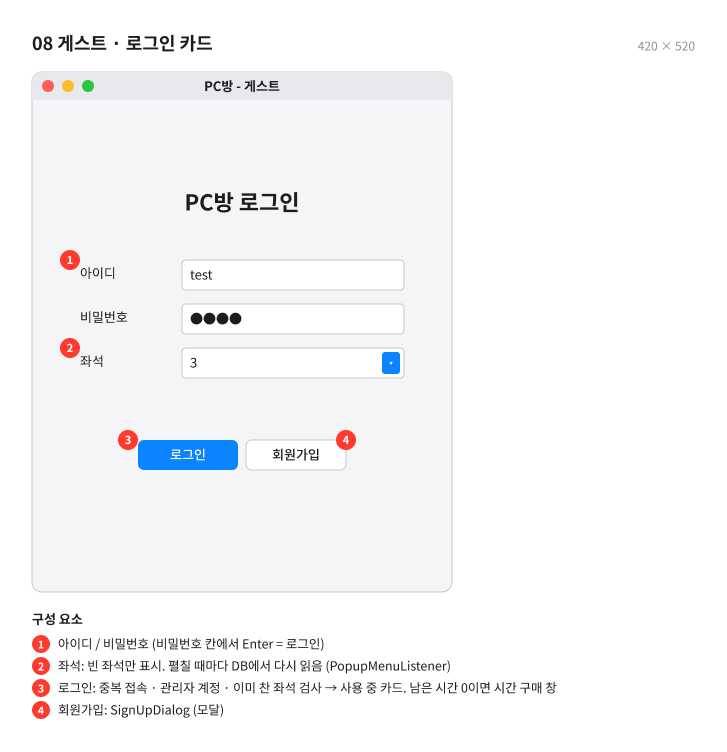 08 게스트 · 로그인 카드
420 × 520
PC방 - 게스트
PC방 로그인
1
아이디
test
비밀번호
●●●●
2
좌석
3
3
로그인
4
회원가입
구성 요소
1 아이디 / 비밀번호 (비밀번호 칸에서 Enter = 로그인)
2 좌석: 빈 좌석만 표시. 펼칠 때마다 DB에서 다시 읽음 (PopupMenuListener)
3 로그인: 중복 접속 · 관리자 계정 · 이미 찬 좌석 검사 → 사용 중 카드. 남은 시간 0이면 시간 구매 창
4 회원가입: SignUpDialog (모달)